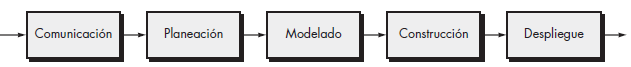 Comunicación
Planeación
Modelado
Construcción
Despliegue